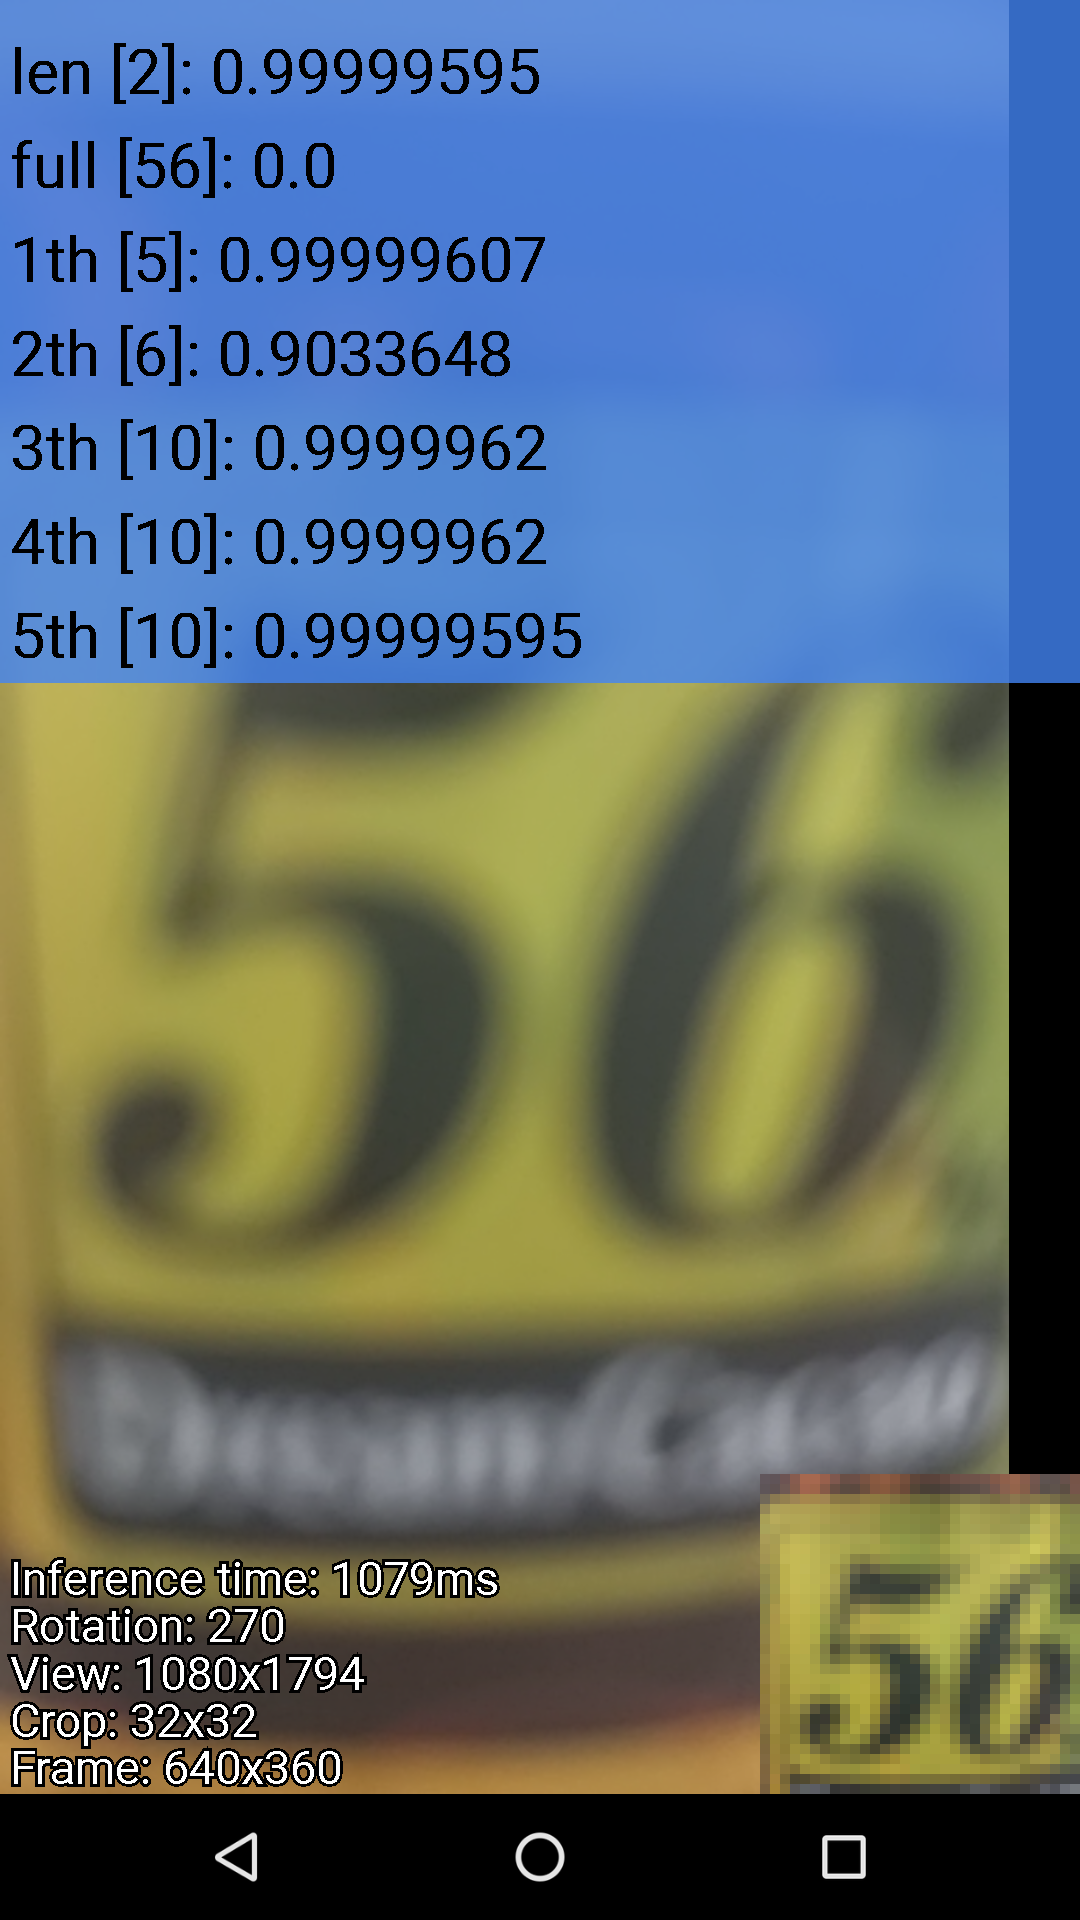 len [2]: 0.99999595
full [56]: 0.0
1th [5]: 0.99999607
2th [6]: 0.9033648
3th [10]: 0.9999962
4th [10]: 0.9999962
5th [10]: 0.99999595
56
Inference time: 1079ms
Rotation: 270
View: 1080x1794
Crop: 32x32
Frame: 640x360
56